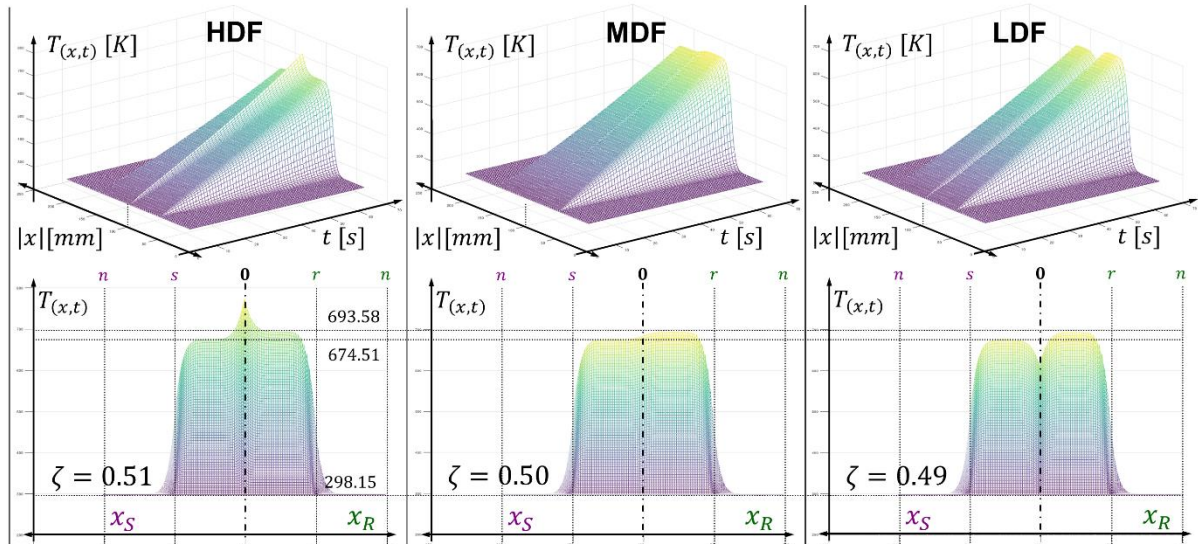 HDF
T(x,t) [K]
|x|[mm]
t [s]
MDF
T(x,t) [K]
|x|[mm]
t [s]
LDF
T(x,t) [K]
|x|[mm]
t [s]
n s 0 r n
T(x,t)
693.58
674.51
298.15
ζ = 0.51
xS xR
n s 0 r n
T(x,t)
ζ = 0.50
xS xR
n s 0 r n
T(x,t)
ζ = 0.49
xS xR